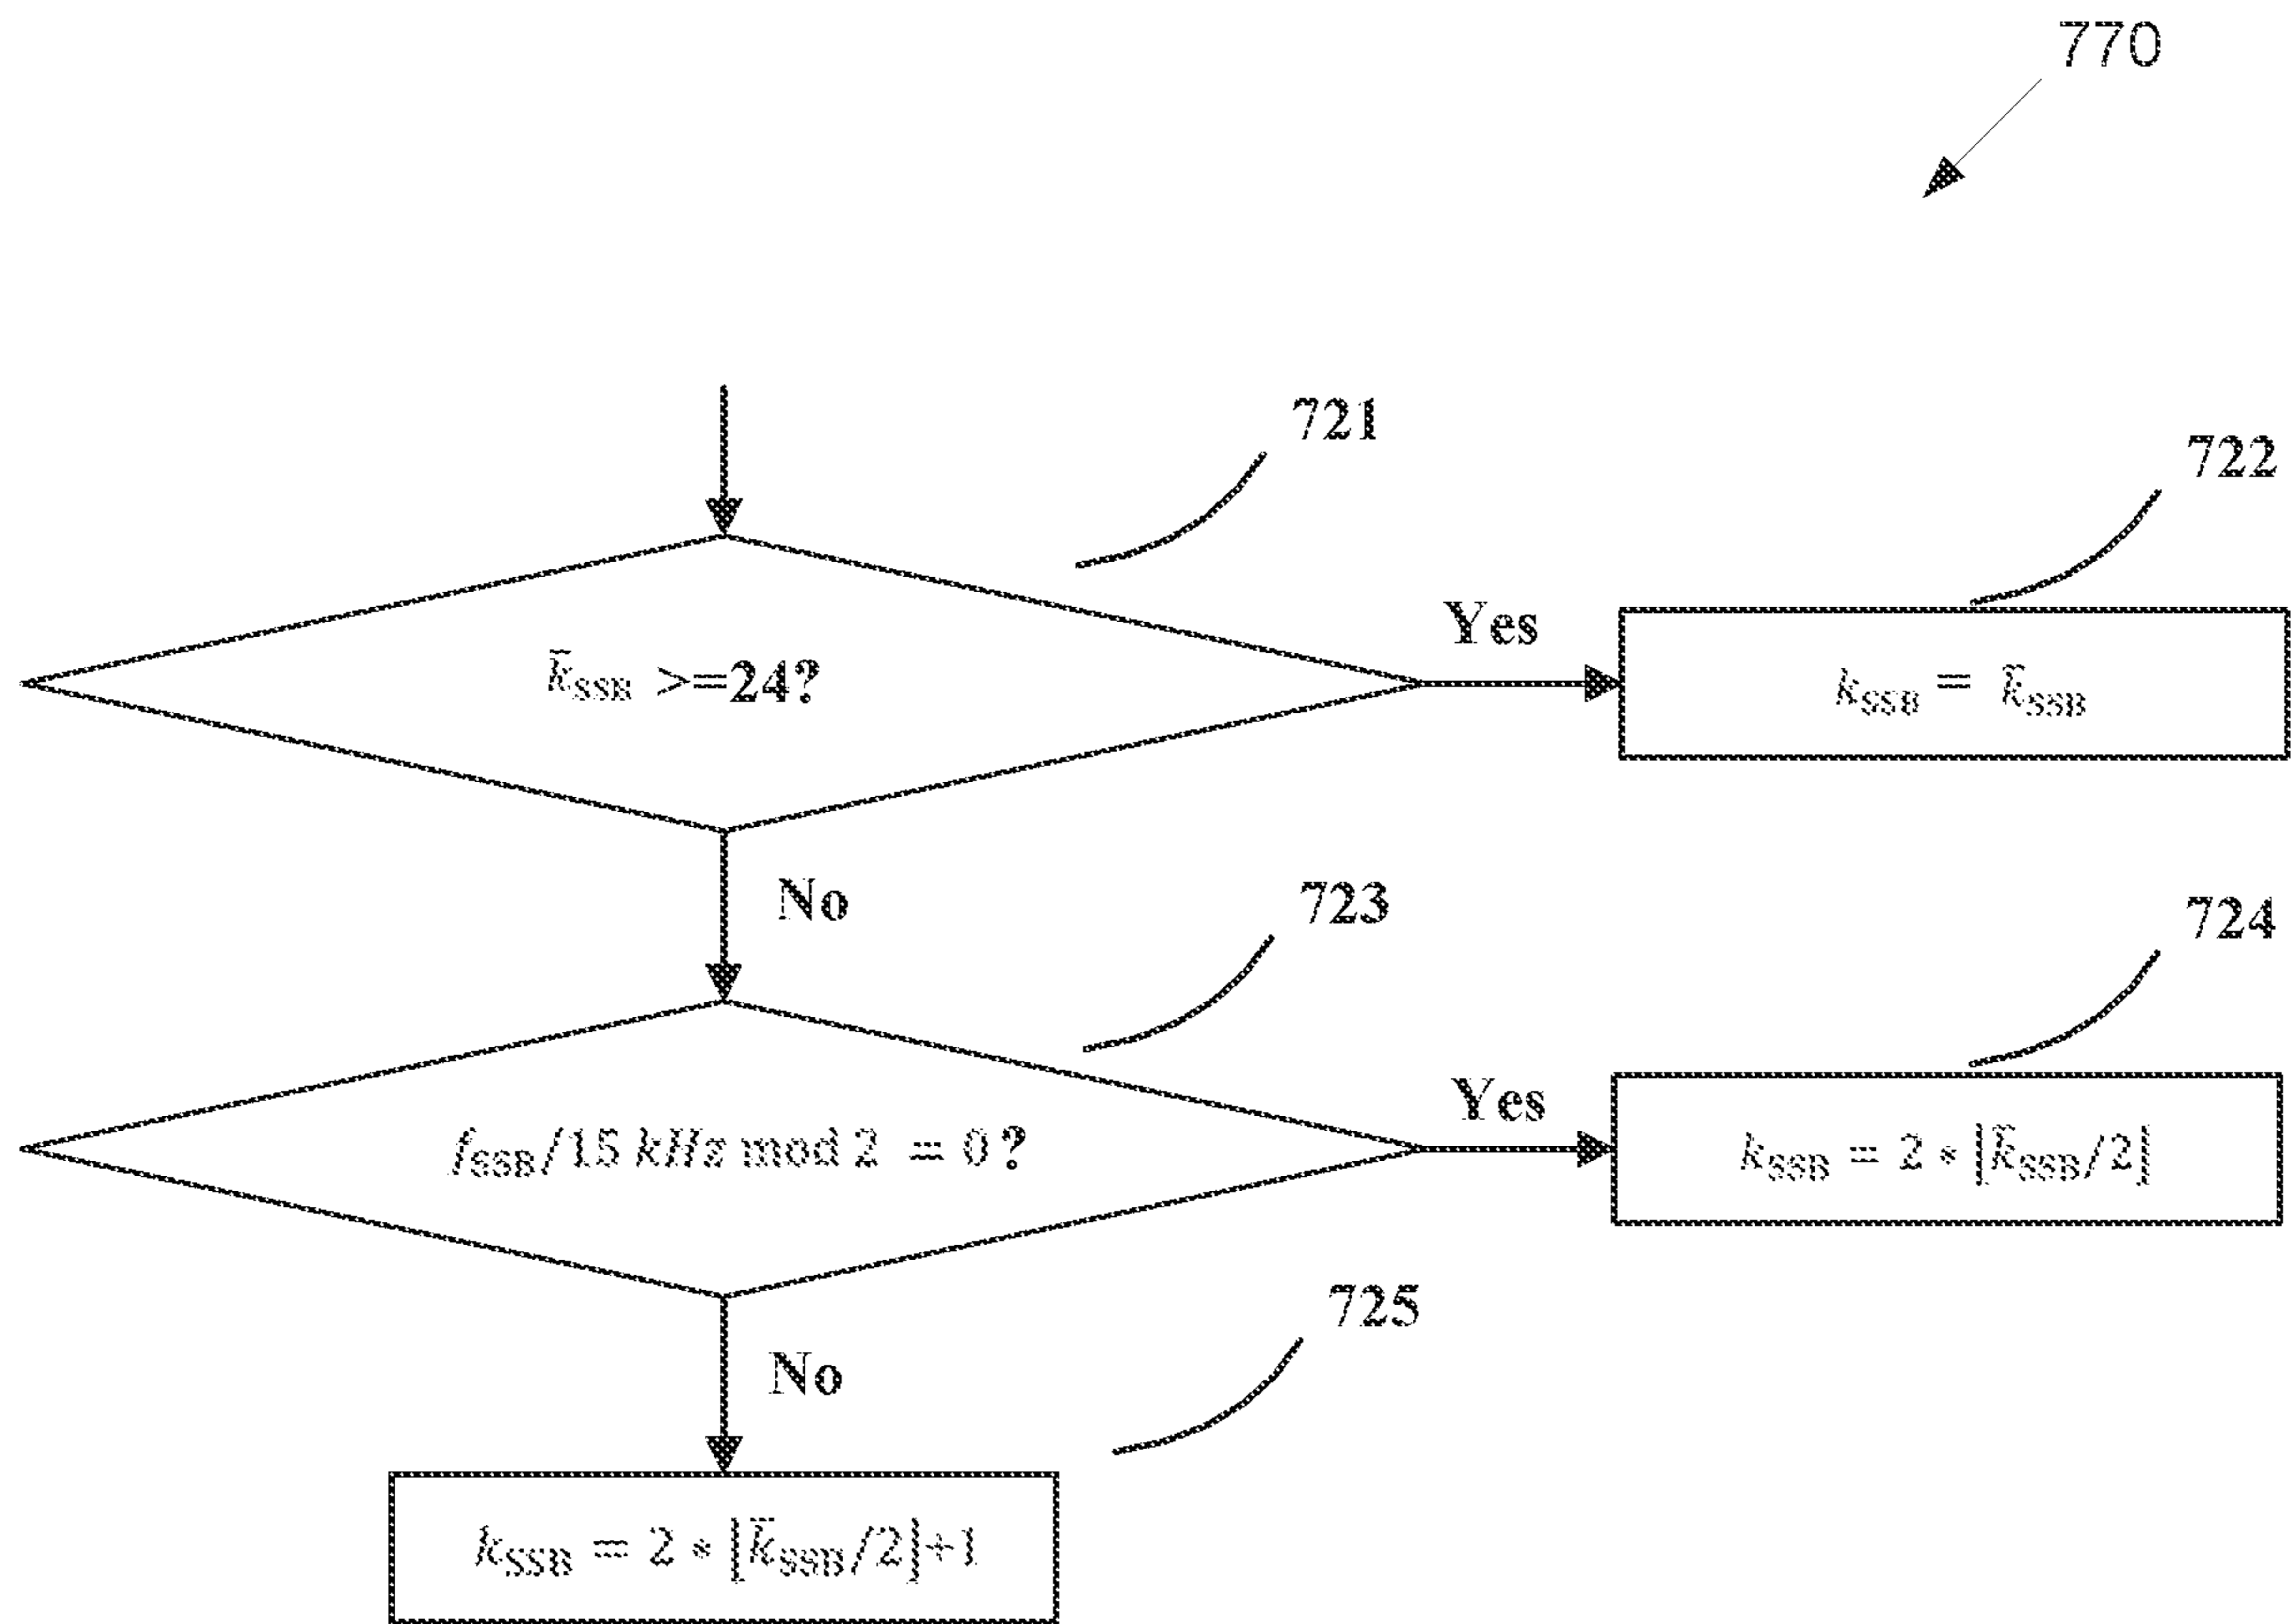 770
721
722
Yes
k̄SSB >=24?
kSSB = k̄SSB
No
723
724
Yes
fSSB/15 kHz mod 2 = 0?
kSSB = 2 * ⌊k̄SSB/2⌋
725
No
kSSB = 2 * ⌊k̄SSB/2⌋+1